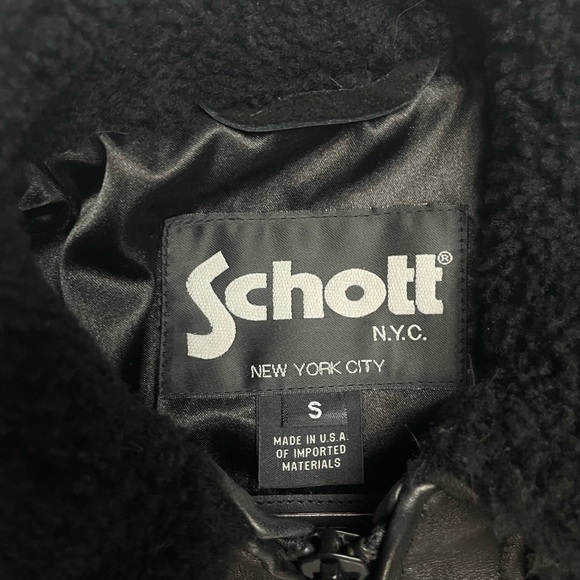 Schott®
N.Y.C.
NEW YORK CITY
S
MADE IN U.S.A.
OF IMPORTED
MATERIALS